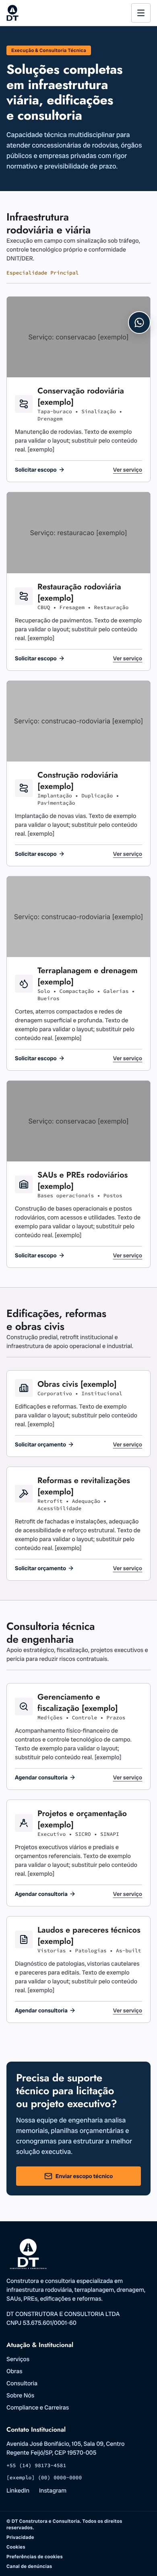 DT
Execução & Consultoria Técnica
Soluções completas
em infraestrutura
viária, edificações
e consultoria
Capacidade técnica multidisciplinar para
atender concessionárias de rodovias, órgãos
públicos e empresas privadas com rigor
normativo e previsibilidade de prazo.
Infraestrutura
rodoviária e viária
Execução em campo com sinalização sob tráfego,
controle tecnológico próprio e conformidade
DNIT/DER.
Especialidade Principal
Serviço: conservacao [exemplo]
Conservação rodoviária
[exemplo]
Tapa-buraco • Sinalização •
Drenagem
Manutenção de rodovias. Texto de exemplo
para validar o layout; substituir pelo conteúdo
real. [exemplo]
Solicitar escopo →
Ver serviço
Serviço: restauracao [exemplo]
Restauração rodoviária
[exemplo]
CBUQ • Fresagem • Restauração
Recuperação de pavimentos. Texto de exemplo
para validar o layout; substituir pelo conteúdo
real. [exemplo]
Solicitar escopo →
Ver serviço
Serviço: construcao-rodoviaria [exemplo]
Construção rodoviária
[exemplo]
Implantação • Duplicação •
Pavimentação
Implantação de novas vias. Texto de exemplo
para validar o layout; substituir pelo conteúdo
real. [exemplo]
Solicitar escopo →
Ver serviço
Serviço: construcao-rodoviaria [exemplo]
Terraplanagem e drenagem
[exemplo]
Solo • Compactação • Galerias •
Bueiros
Cortes, aterros compactados e redes de
drenagem superficial e profunda. Texto de
exemplo para validar o layout; substituir pelo
conteúdo real. [exemplo]
Solicitar escopo →
Ver serviço
Serviço: conservacao [exemplo]
SAUs e PREs rodoviários
[exemplo]
Bases operacionais • Postos
Construção de bases operacionais e postos
rodoviários, com acessos e utilidades. Texto de
exemplo para validar o layout; substituir pelo
conteúdo real. [exemplo]
Solicitar escopo →
Ver serviço
Edificações, reformas
e obras civis
Construção predial, retrofit institucional e
infraestrutura de apoio operacional e industrial.
Obras civis [exemplo]
Corporativo • Institucional
Edificações e reformas. Texto de exemplo
para validar o layout; substituir pelo conteúdo
real. [exemplo]
Solicitar orçamento →
Ver serviço
Reformas e revitalizações
[exemplo]
Retrofit • Adequação •
Acessibilidade
Retrofit de fachadas e instalações, adequação
de acessibilidade e reforço estrutural. Texto de
exemplo para validar o layout; substituir pelo
conteúdo real. [exemplo]
Solicitar orçamento →
Ver serviço
Consultoria técnica
de engenharia
Apoio estratégico, fiscalização, projetos executivos e
perícia para reduzir riscos contratuais.
Gerenciamento e
fiscalização [exemplo]
Medições • Controle • Prazos
Acompanhamento físico-financeiro de
contratos e controle tecnológico de campo.
Texto de exemplo para validar o layout;
substituir pelo conteúdo real. [exemplo]
Agendar consultoria →
Ver serviço
Projetos e orçamentação
[exemplo]
Executivo • SICRO • SINAPI
Projetos executivos viários e prediais e
orçamentos referenciais. Texto de exemplo
para validar o layout; substituir pelo conteúdo
real. [exemplo]
Agendar consultoria →
Ver serviço
Laudos e pareceres técnicos
[exemplo]
Vistorias • Patologias • As-built
Diagnóstico de patologias, vistorias cautelares
e pareceres para editais. Texto de exemplo
para validar o layout; substituir pelo conteúdo
real. [exemplo]
Agendar consultoria →
Ver serviço
Precisa de suporte
técnico para licitação
ou projeto executivo?
Nossa equipe de engenharia analisa
memoriais, planilhas orçamentárias e
cronogramas para estruturar a melhor
solução executiva.
Enviar escopo técnico
DT
Construtora e consultoria especializada em
infraestrutura rodoviária, terraplanagem, drenagem,
SAUs, PREs, edificações e reformas.
DT CONSTRUTORA E CONSULTORIA LTDA
CNPJ 53.675.601/0001-60
Atuação & Institucional
Serviços
Obras
Consultoria
Sobre Nós
Compliance e Carreiras
Contato Institucional
Avenida José Bonifácio, 105, Sala 09, Centro
Regente Feijó/SP, CEP 19570-005
+55 (14) 98173-4581
[exemplo] (00) 0000-0000
LinkedIn Instagram
© DT Construtora e Consultoria. Todos os direitos
reservados.
Privacidade
Cookies
Preferências de cookies
Canal de denúncias